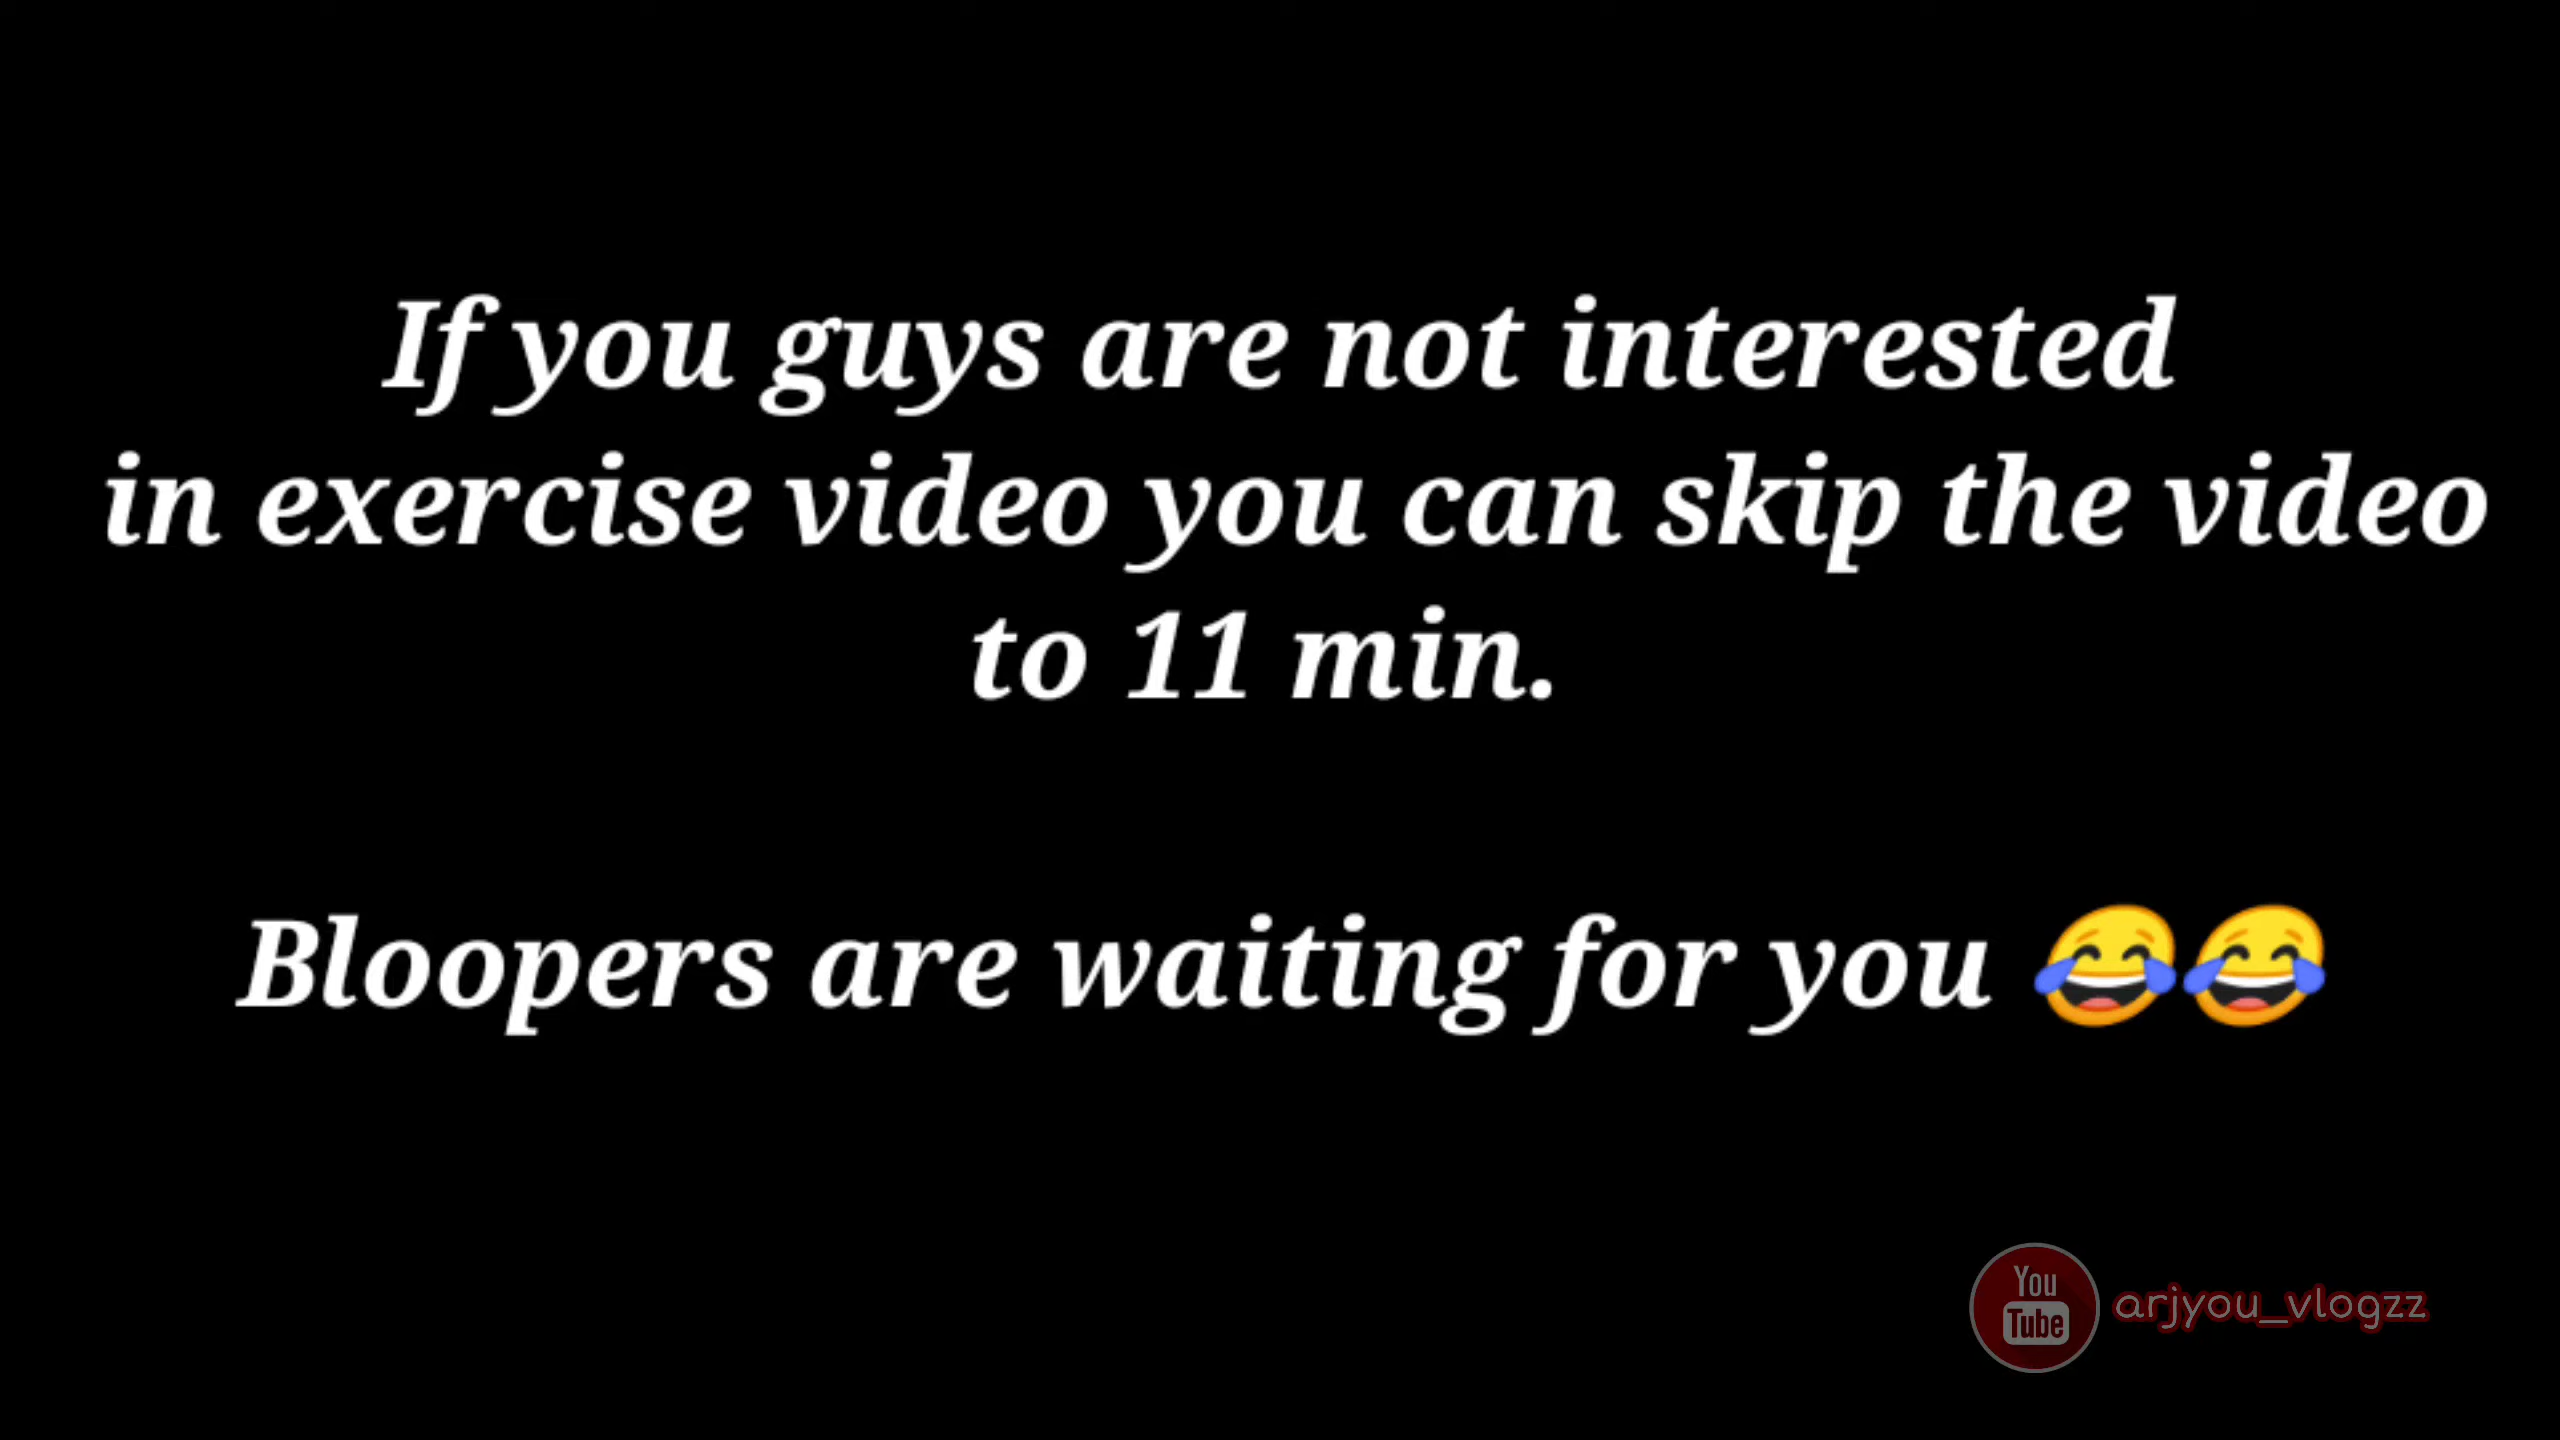 If you guys are not interested
in exercise video you can skip the video
to 11 min.
Bloopers are waiting for you 😂😂
You
Tube
arjyou_vlogzz